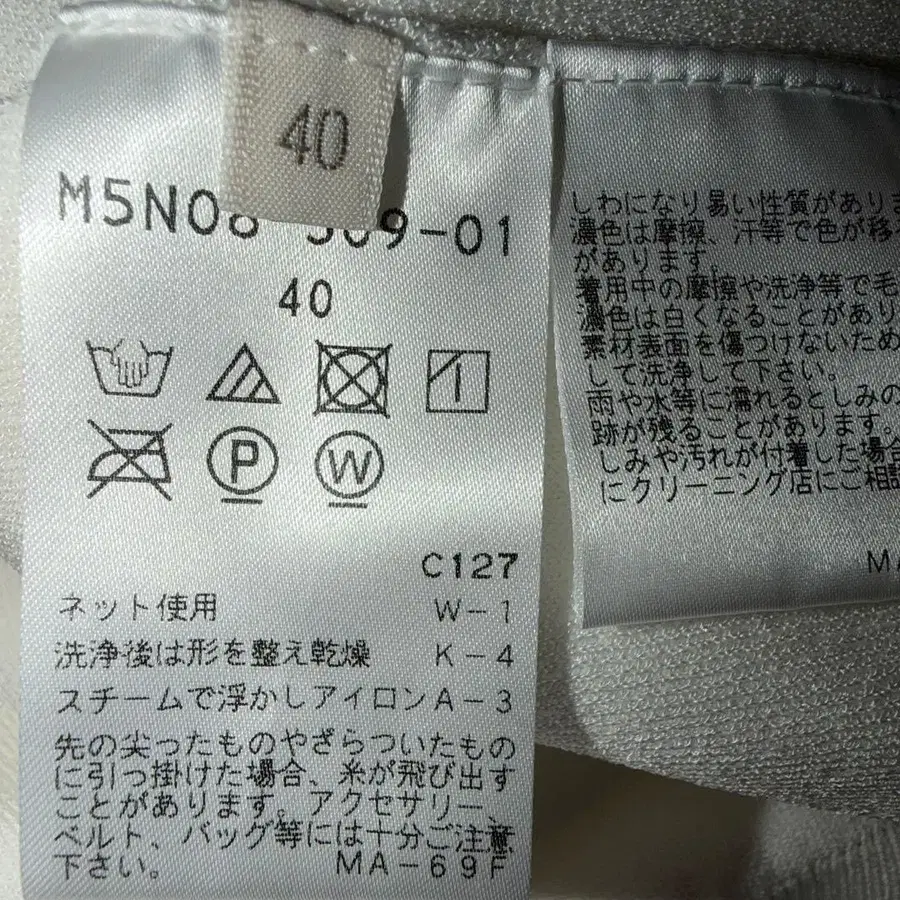 40
M5N08 509-01
40
P W
C127
ネット使用 W-1
洗浄後は形を整え乾燥 K-4
スチームで浮かしアイロン A-3
先の尖ったものやざらついたもの
に引っ掛けた場合、糸が飛び出す
ことがあります。アクセサリー、
ベルト、バッグ等には十分ご注意
下さい。 MA-69F
しわになり易い性質がありま
濃色は摩擦、汗等で色が移
があります。
着用中の摩擦や洗浄等で毛
濃色は白くなることがあり
素材表面を傷つけないため
して洗浄して下さい。
雨や水等に濡れるとしみの
跡が残ることがあります。
しみや汚れが付着した場合
にクリーニング店にご相談
MA